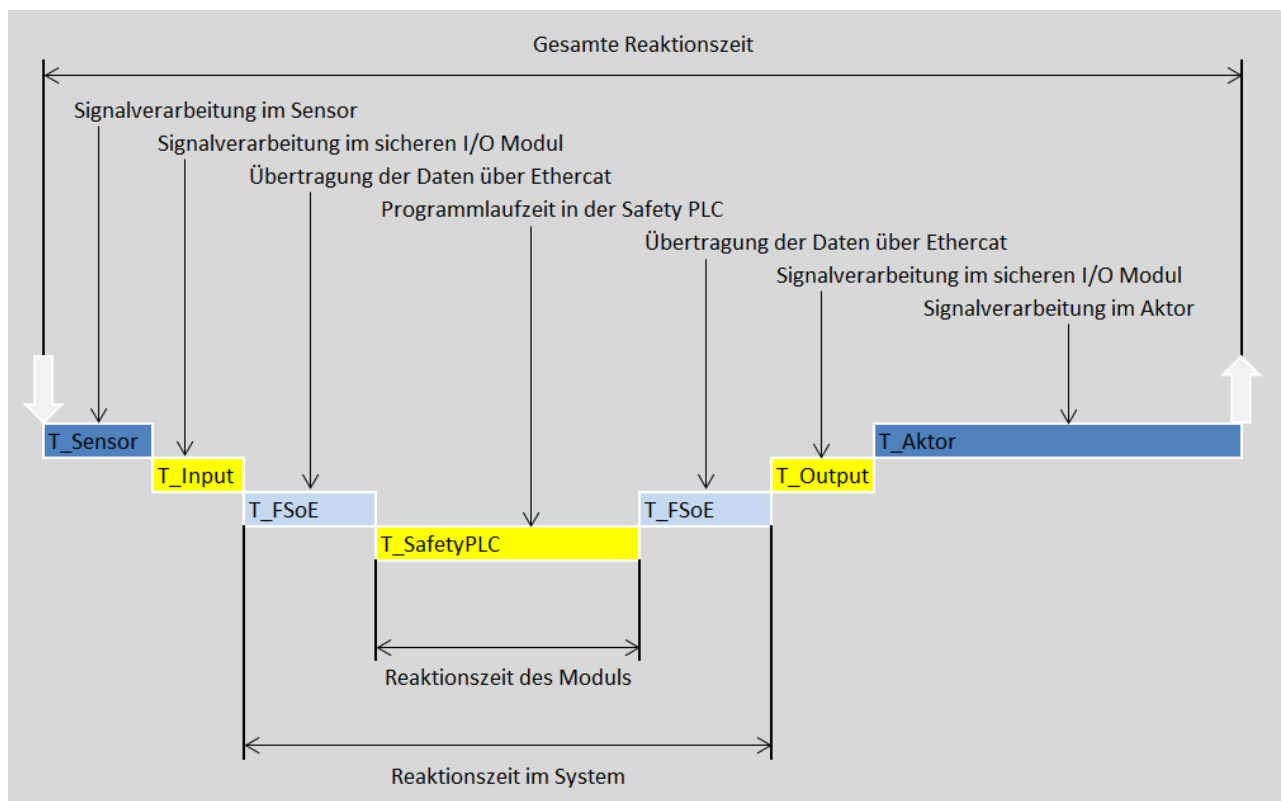 Gesamte Reaktionszeit
Signalverarbeitung im Sensor
Signalverarbeitung im sicheren I/O Modul
Übertragung der Daten über Ethercat
Programmlaufzeit in der Safety PLC
Übertragung der Daten über Ethercat
Signalverarbeitung im sicheren I/O Modul
Signalverarbeitung im Aktor
T_Sensor
T_Aktor
T_Input
T_Output
T_FSoE
T_FSoE
T_SafetyPLC
Reaktionszeit des Moduls
Reaktionszeit im System